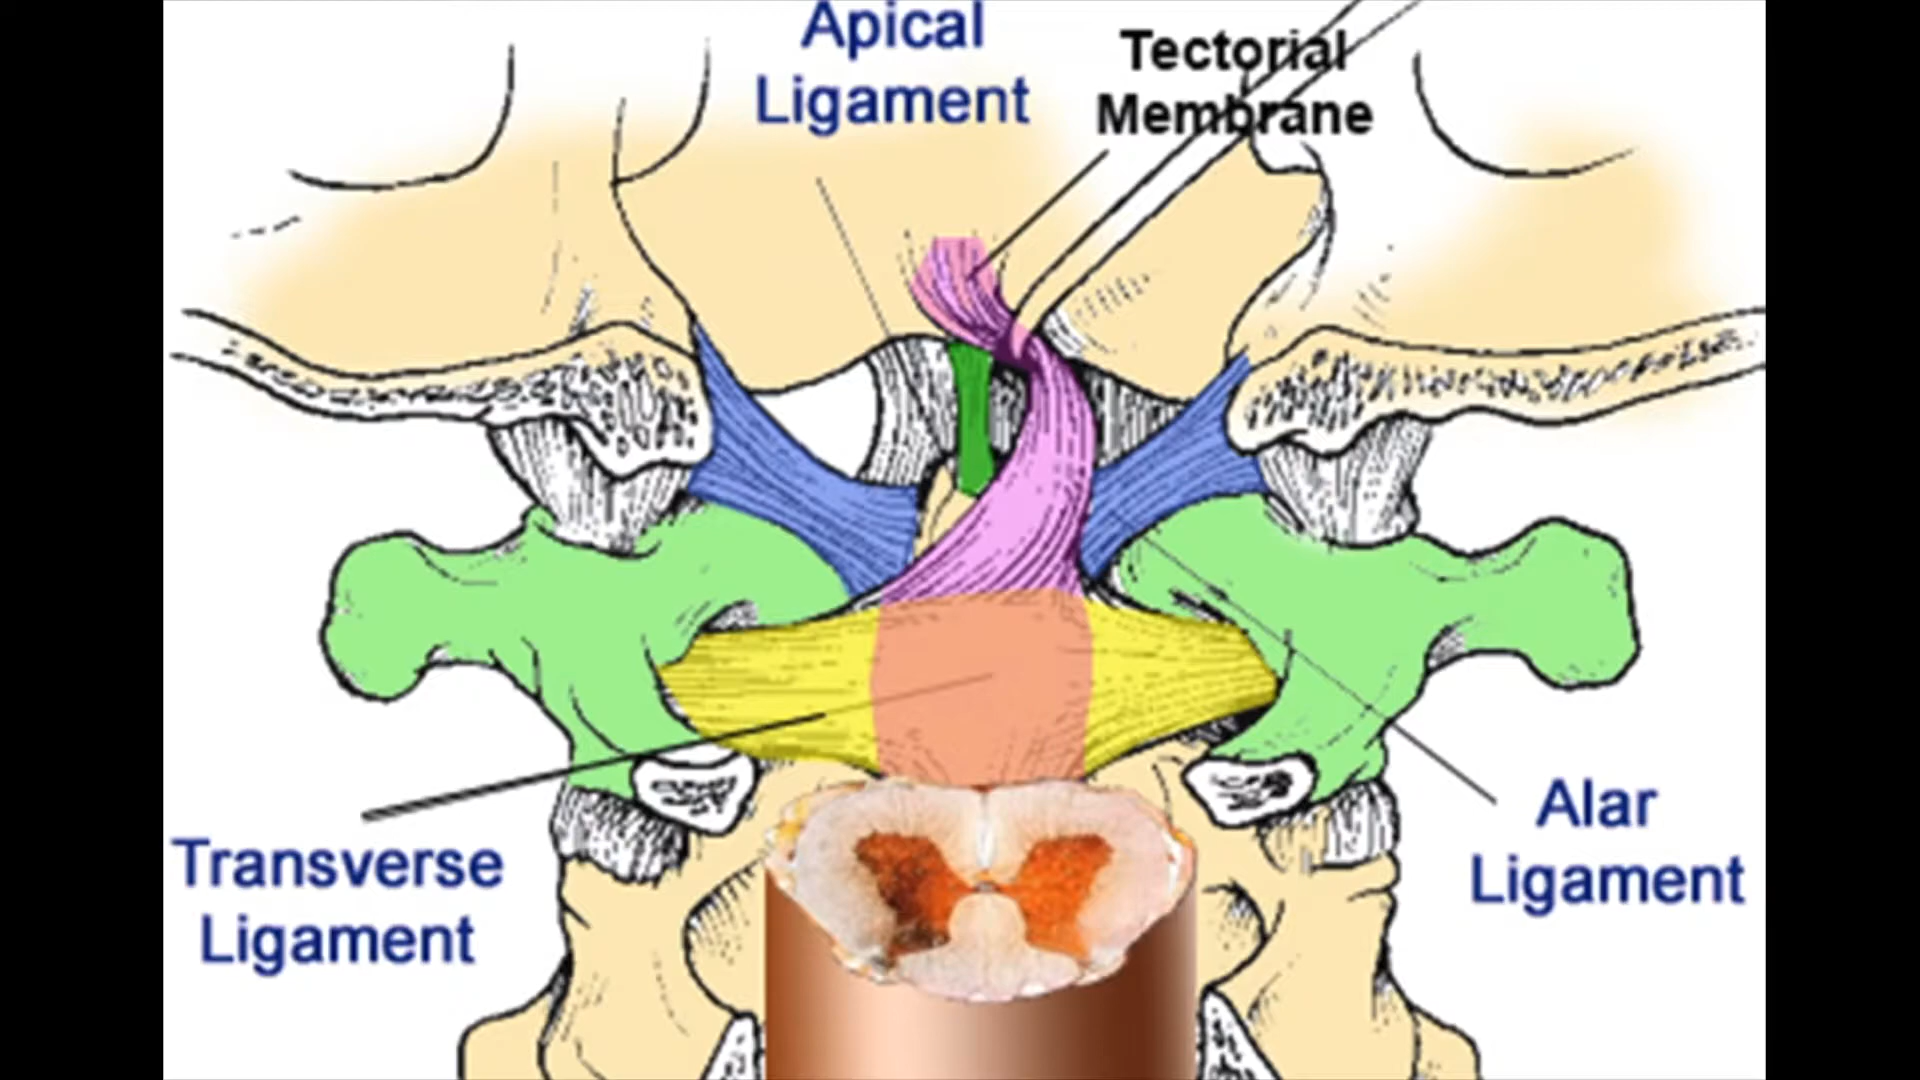 Apical
Ligament
Tectorial
Membrane
Transverse
Ligament
Alar
Ligament